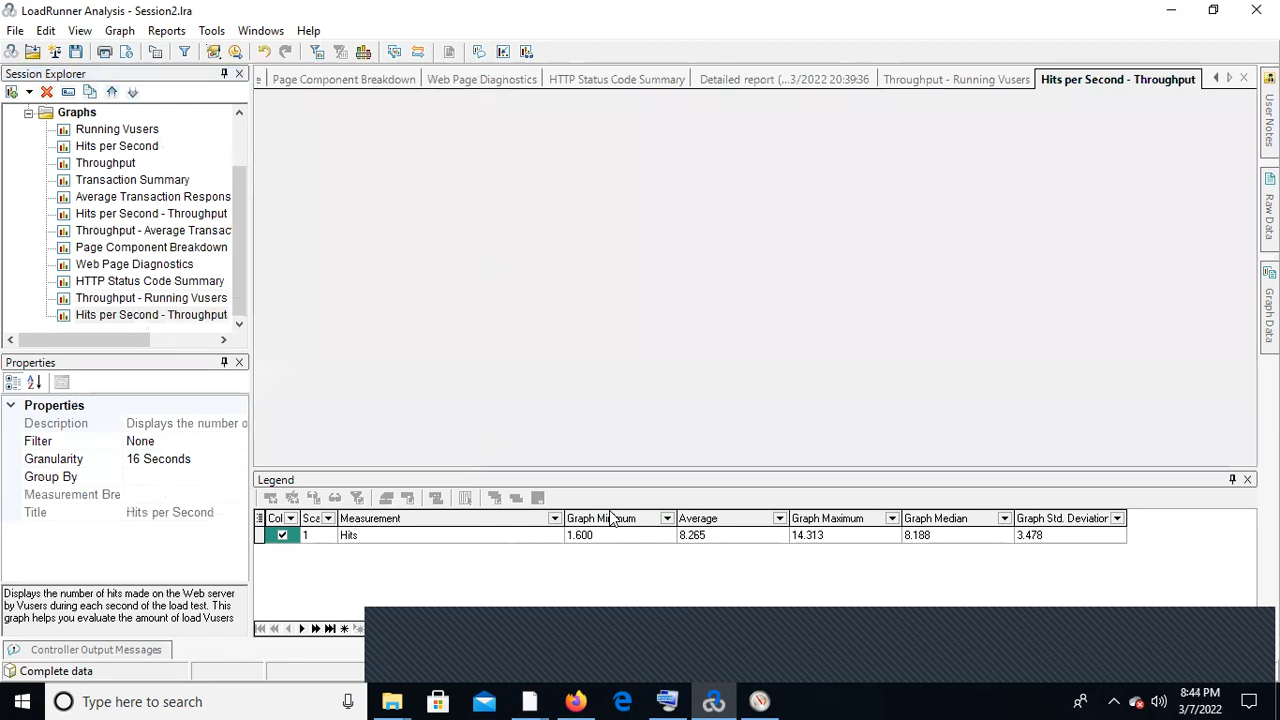 LoadRunner Analysis - Session2.lra
File Edit View Graph Reports Tools Windows Help
Session Explorer
e Page Component Breakdown Web Page Diagnostics HTTP Status Code Summary Detailed report (...3/2022 20:39:36 Throughput - Running Vusers Hits per Second - Throughput
Graphs
Running Vusers
Hits per Second
Throughput
Transaction Summary
Average Transaction Respons
Hits per Second - Throughput
Throughput - Average Transac
Page Component Breakdown
Web Page Diagnostics
HTTP Status Code Summary
Throughput - Running Vusers
Hits per Second - Throughput
User Notes
Raw Data
Graph Data
Properties
Properties
Description Displays the number o
Filter None
Granularity 16 Seconds
Group By
Measurement Bre
Title Hits per Second
Displays the number of hits made on the Web server
by Vusers during each second of the load test. This
graph helps you evaluate the amount of load Vusers
Legend
Col Sca Measurement Graph Minimum Average Graph Maximum Graph Median Graph Std. Deviation
1 Hits 1.600 8.265 14.313 8.188 3.478
Controller Output Messages
Complete data
Type here to search
8:44 PM
3/7/2022